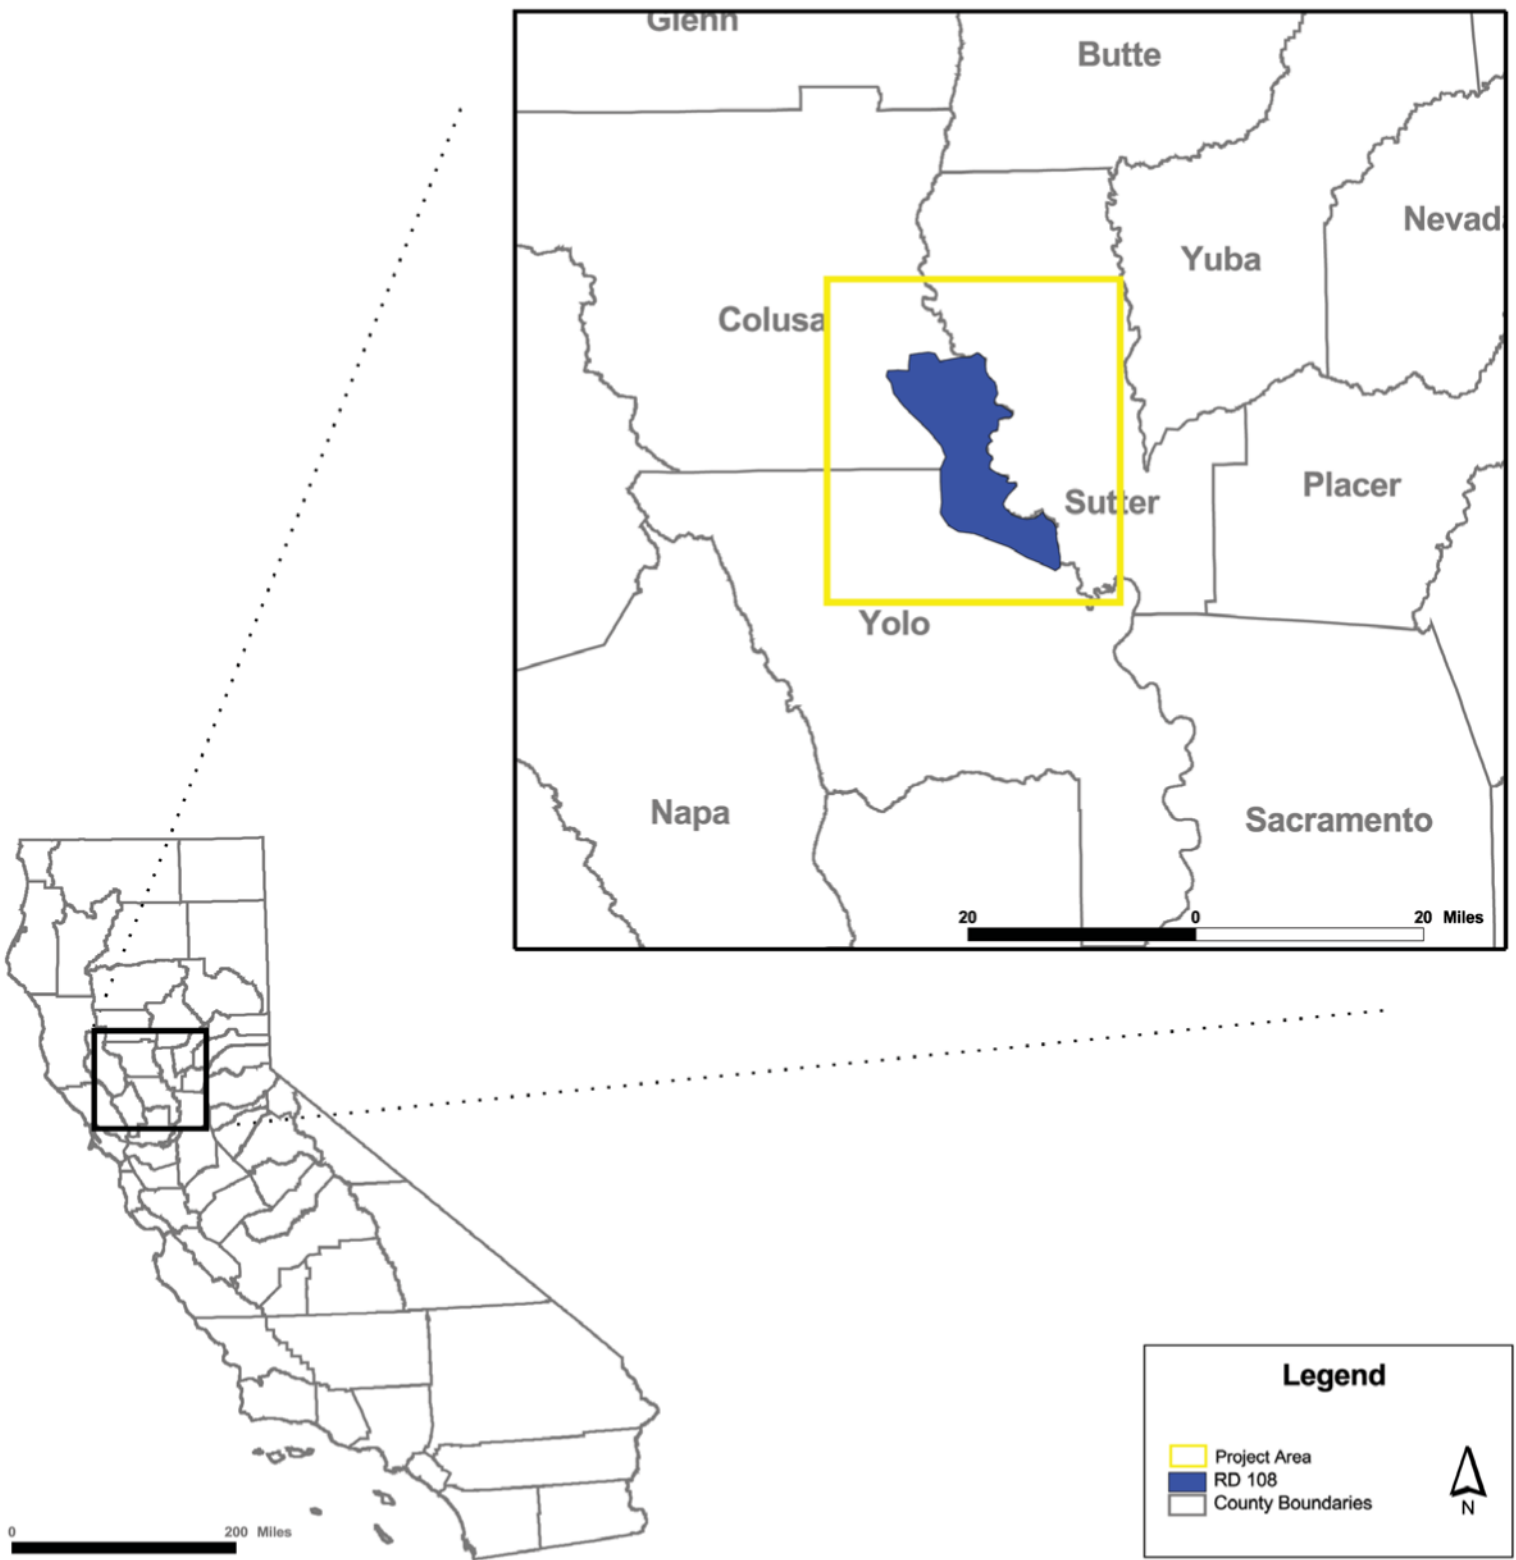 Glenn
Butte
Nevad
Yuba
Colusa
Placer
Sutter
Yolo
Napa
Sacramento
20 0 20 Miles
Legend
Project Area
RD 108
County Boundaries
N
0 200 Miles